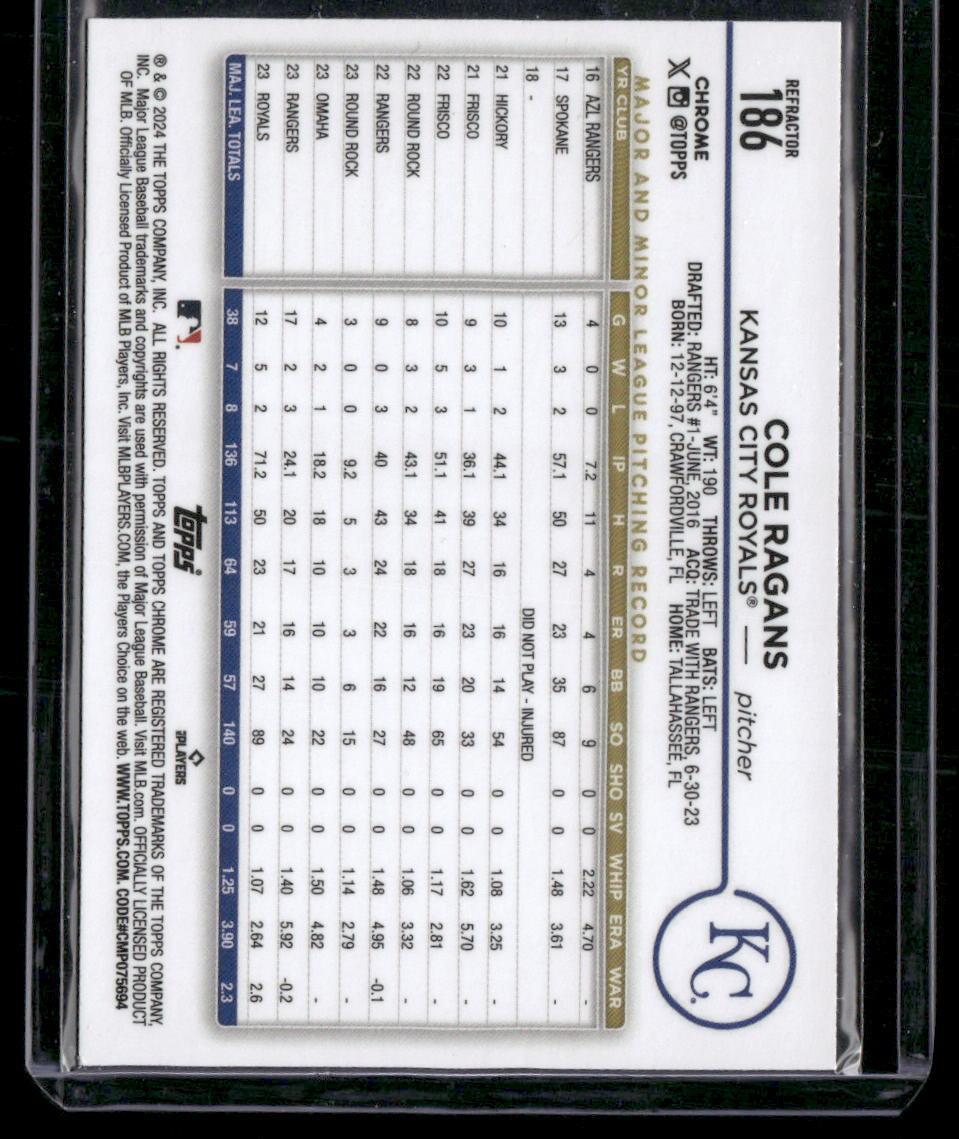 REFRACTOR
186
COLE RAGANS
KANSAS CITY ROYALS® — pitcher
KC
CHROME
X @TOPPS
HT: 6'4" WT: 190 THROWS: LEFT BATS: LEFT
DRAFTED: RANGERS #1-JUNE, 2016 ACQ: TRADE WITH RANGERS, 6-30-23
BORN: 12-12-97, CRAWFORDVILLE, FL HOME: TALLAHASSEE, FL
MAJOR AND MINOR LEAGUE PITCHING RECORD
YR CLUB G W L IP H R ER BB SO SHO SV WHIP ERA WAR
16 AZL RANGERS 4 0 0 7.2 11 4 4 6 9 0 0 2.22 4.70 -
17 SPOKANE 13 3 2 57.1 50 27 23 35 87 0 0 1.48 3.61 -
18 - DID NOT PLAY - INJURED
21 HICKORY 10 1 2 44.1 34 16 16 14 54 0 0 1.08 3.25 -
21 FRISCO 9 3 1 36.1 39 27 23 20 33 0 0 1.62 5.70 -
22 FRISCO 10 5 3 51.1 41 18 16 19 65 0 0 1.17 2.81 -
22 ROUND ROCK 8 3 2 43.1 34 18 16 12 48 0 0 1.06 3.32 -
22 RANGERS 9 0 3 40 43 24 22 16 27 0 0 1.48 4.95 -0.1
23 ROUND ROCK 3 0 0 9.2 5 3 3 6 15 0 0 1.14 2.79 -
23 OMAHA 4 2 1 18.2 18 10 10 10 22 0 0 1.50 4.82 -
23 RANGERS 17 2 3 24.1 20 17 16 14 24 0 0 1.40 5.92 -0.2
23 ROYALS 12 5 2 71.2 50 23 21 27 89 0 0 1.07 2.64 2.6
MAJ. LEA. TOTALS 38 7 8 136 113 64 59 57 140 0 0 1.25 3.90 2.3
topps
PLAYERS
® & © 2024 THE TOPPS COMPANY, INC. ALL RIGHTS RESERVED. TOPPS AND TOPPS CHROME ARE REGISTERED TRADEMARKS OF THE TOPPS COMPANY,
INC. Major League Baseball trademarks and copyrights are used with permission of Major League Baseball. Visit MLB.com. OFFICIALLY LICENSED PRODUCT
OF MLB. Officially Licensed Product of MLB Players, Inc. Visit MLBPLAYERS.COM, the Players Choice on the web. WWW.TOPPS.COM. CODE#CMP075694